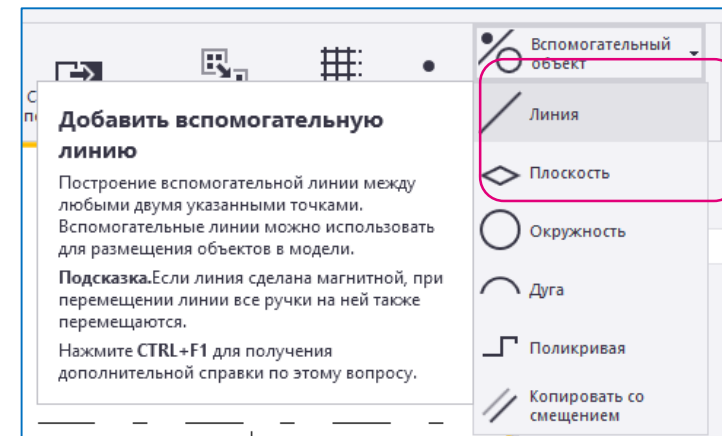 Вспомогательный
объект
С
п
Добавить вспомогательную
линию
Построение вспомогательной линии между
любыми двумя указанными точками.
Вспомогательные линии можно использовать
для размещения объектов в модели.
Подсказка.Если линия сделана магнитной, при
перемещении линии все ручки на ней также
перемещаются.
Нажмите CTRL+F1 для получения
дополнительной справки по этому вопросу.
Линия
Плоскость
Окружность
Дуга
Поликривая
Копировать со
смещением